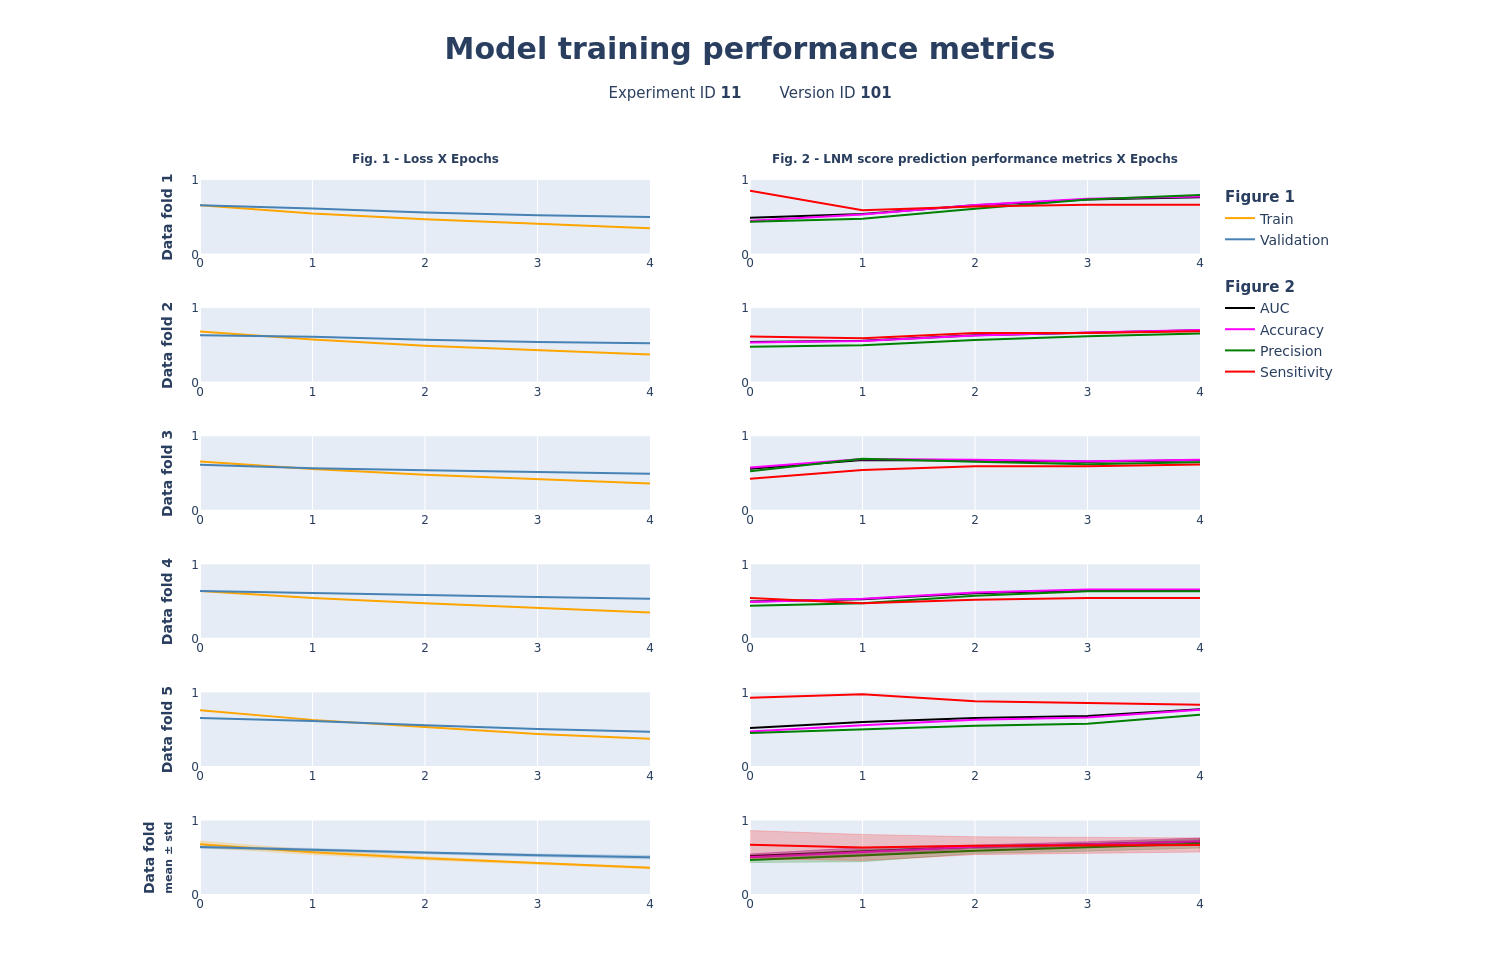 Model training performance metrics
Experiment ID 11 Version ID 101
Fig. 1 - Loss X Epochs
Fig. 2 - LNM score prediction performance metrics X Epochs
Data fold 1
1
0
0 1 2 3 4
1
0
0 1 2 3 4
Figure 1
Train
Validation
Figure 2
AUC
Accuracy
Precision
Sensitivity
Data fold 2
1
0
0 1 2 3 4
1
0
0 1 2 3 4
Data fold 3
1
0
0 1 2 3 4
1
0
0 1 2 3 4
Data fold 4
1
0
0 1 2 3 4
1
0
0 1 2 3 4
Data fold 5
1
0
0 1 2 3 4
1
0
0 1 2 3 4
Data fold
mean ± std
1
0
0 1 2 3 4
1
0
0 1 2 3 4